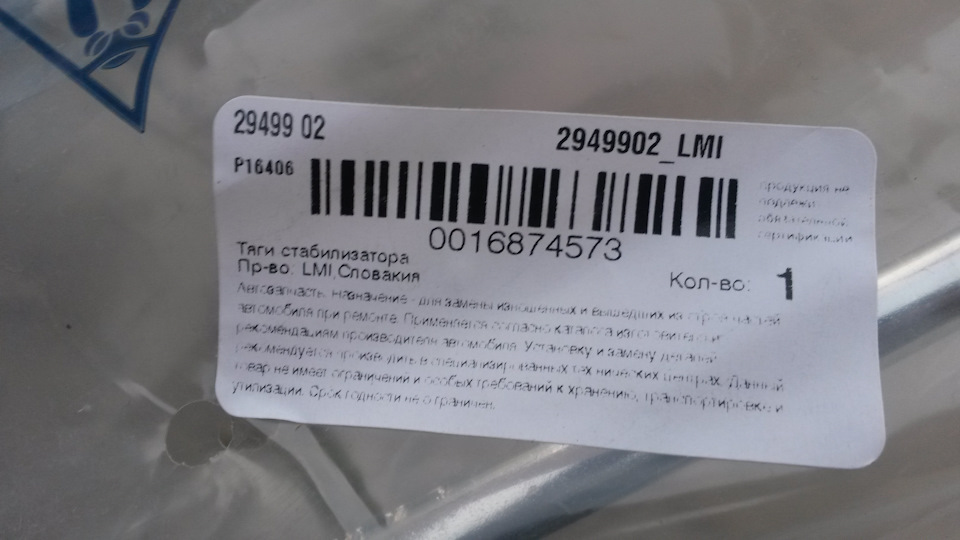 29499 02
2949902_LMI
P16406
продукция не
подлежи
обязательной
сертификации
0016874573
Тяги стабилизатора
Пр-во: LMI,Словакия
Кол-во: 1
Автозапчасть. Назначение - для замены изношенных и вышедших из строя частей
автомобиля при ремонте. Применяется согласно каталога изготовителя и
рекомендациям производителя автомобиля. Установку и замену деталей
рекомендуется производить в специализированных технических центрах. Данный
товар не имеет ограничений и особых требований к хранению, транспортировке и
утилизации. Срок годности не ограничен.